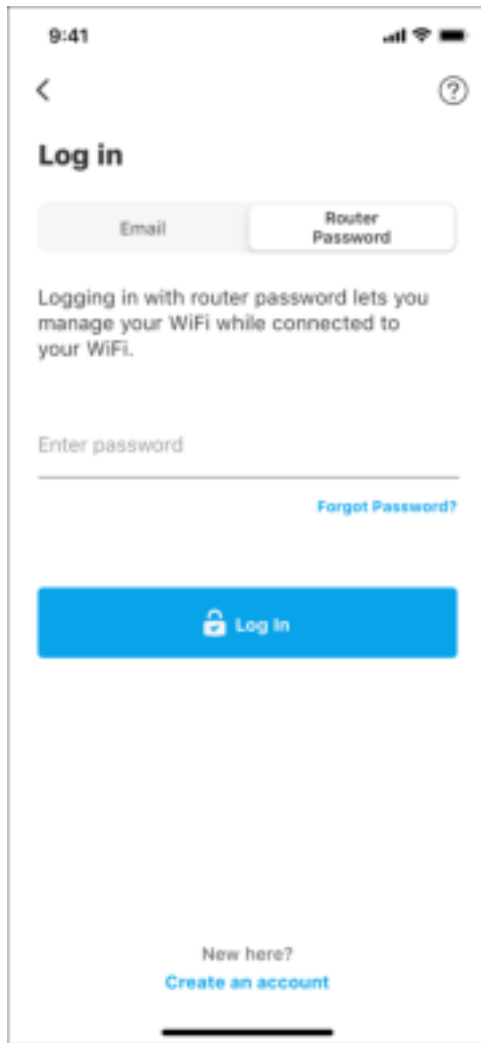 9:41
Log in
Email
Router
Password
Logging in with router password lets you
manage your WiFi while connected to
your WiFi.
Enter password
Forgot Password?
Log In
New here?
Create an account